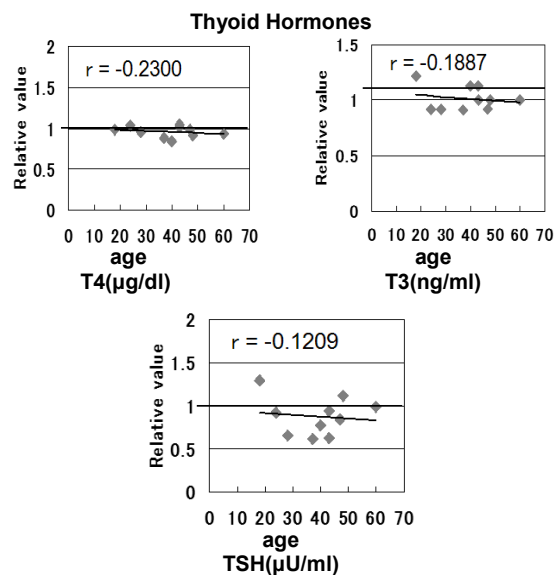 Thyoid Hormones
Relative value
2
1.5
1
0.5
0
r = -0.2300
0 10 20 30 40 50 60 70
age
T4(µg/dl)
Relative value
1.5
1
0.5
0
r = -0.1887
0 10 20 30 40 50 60 70
age
T3(ng/ml)
Relative value
2
1.5
1
0.5
0
r = -0.1209
0 10 20 30 40 50 60 70
age
TSH(µU/ml)